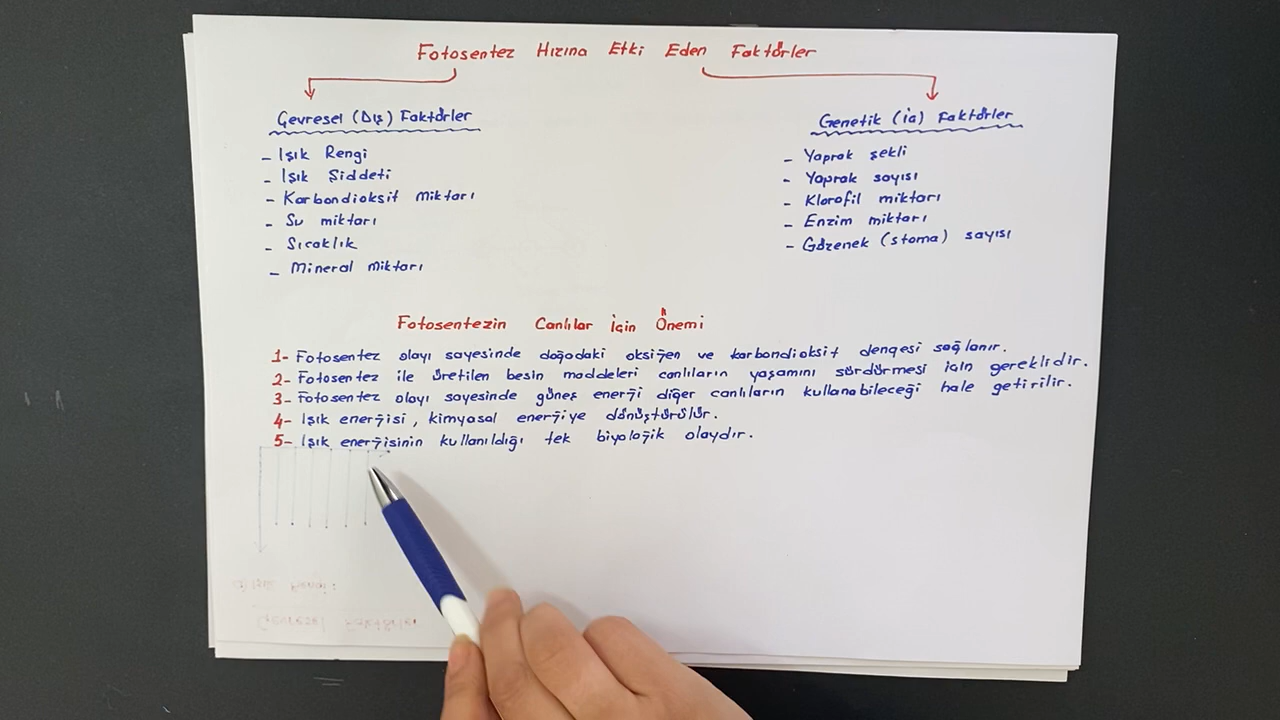 Fotosentez Hızına Etki Eden Faktörler
Çevresel (Dış) Faktörler
- Işık Rengi
- Işık Şiddeti
- Karbondioksit miktarı
- Su miktarı
- Sıcaklık
- Mineral miktarı
Genetik (İç) Faktörler
- Yaprak şekli
- Yaprak sayısı
- Klorofil miktarı
- Enzim miktarı
- Gözenek (stoma) sayısı
Fotosentezin Canlılar İçin Önemi
1- Fotosentez olayı sayesinde doğadaki oksijen ve karbondioksit dengesi sağlanır.
2- Fotosentez ile üretilen besin maddeleri canlıların yaşamını sürdürmesi için gereklidir.
3- Fotosentez olayı sayesinde güneş enerji diğer canlıların kullanabileceği hale getirilir.
4- Işık enerjisi, kimyasal enerjiye dönüştürülür.
5- Işık enerjisinin kullanıldığı tek biyolojik olaydır.